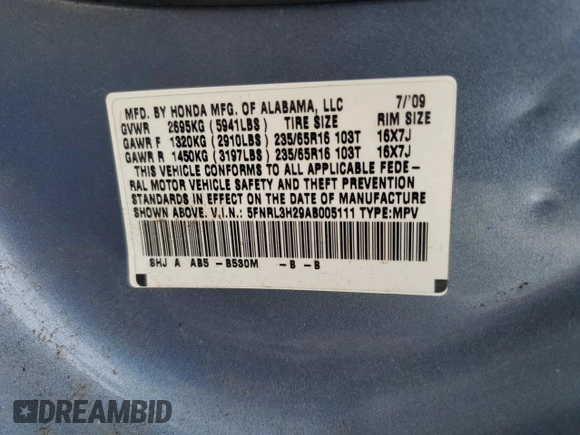 MFD. BY HONDA MFG. OF ALABAMA, LLC 7/'09
GVWR 2695KG (5941LBS) TIRE SIZE RIM SIZE
GAWR F 1320KG (2910LBS) 235/65R16 103T 16X7J
GAWR R 1450KG (3197LBS) 235/65R16 103T 16X7J
THIS VEHICLE CONFORMS TO ALL APPLICABLE FEDE-
RAL MOTOR VEHICLE SAFETY AND THEFT PREVENTION
STANDARDS IN EFFECT ON THE DATE OF MANUFACTURE
SHOWN ABOVE. V.I.N.: 5FNRL3H29AB005111 TYPE:MPV
SHJ A AB5 -B530M -B -B
DREAMBID